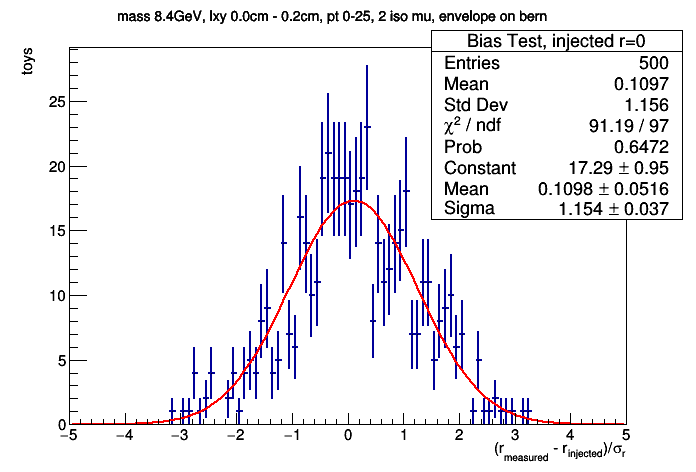 mass 8.4GeV, lxy 0.0cm - 0.2cm, pt 0-25, 2 iso mu, envelope on bern
Bias Test, injected r=0
Entries 500
Mean 0.1097
Std Dev 1.156
χ² / ndf 91.19 / 97
Prob 0.6472
Constant 17.29 ± 0.95
Mean 0.1098 ± 0.0516
Sigma 1.154 ± 0.037
toys
25
20
15
10
5
0
−5 −4 −3 −2 −1 0 1 2 3 4 5
(r_measured - r_injected)/σ_r